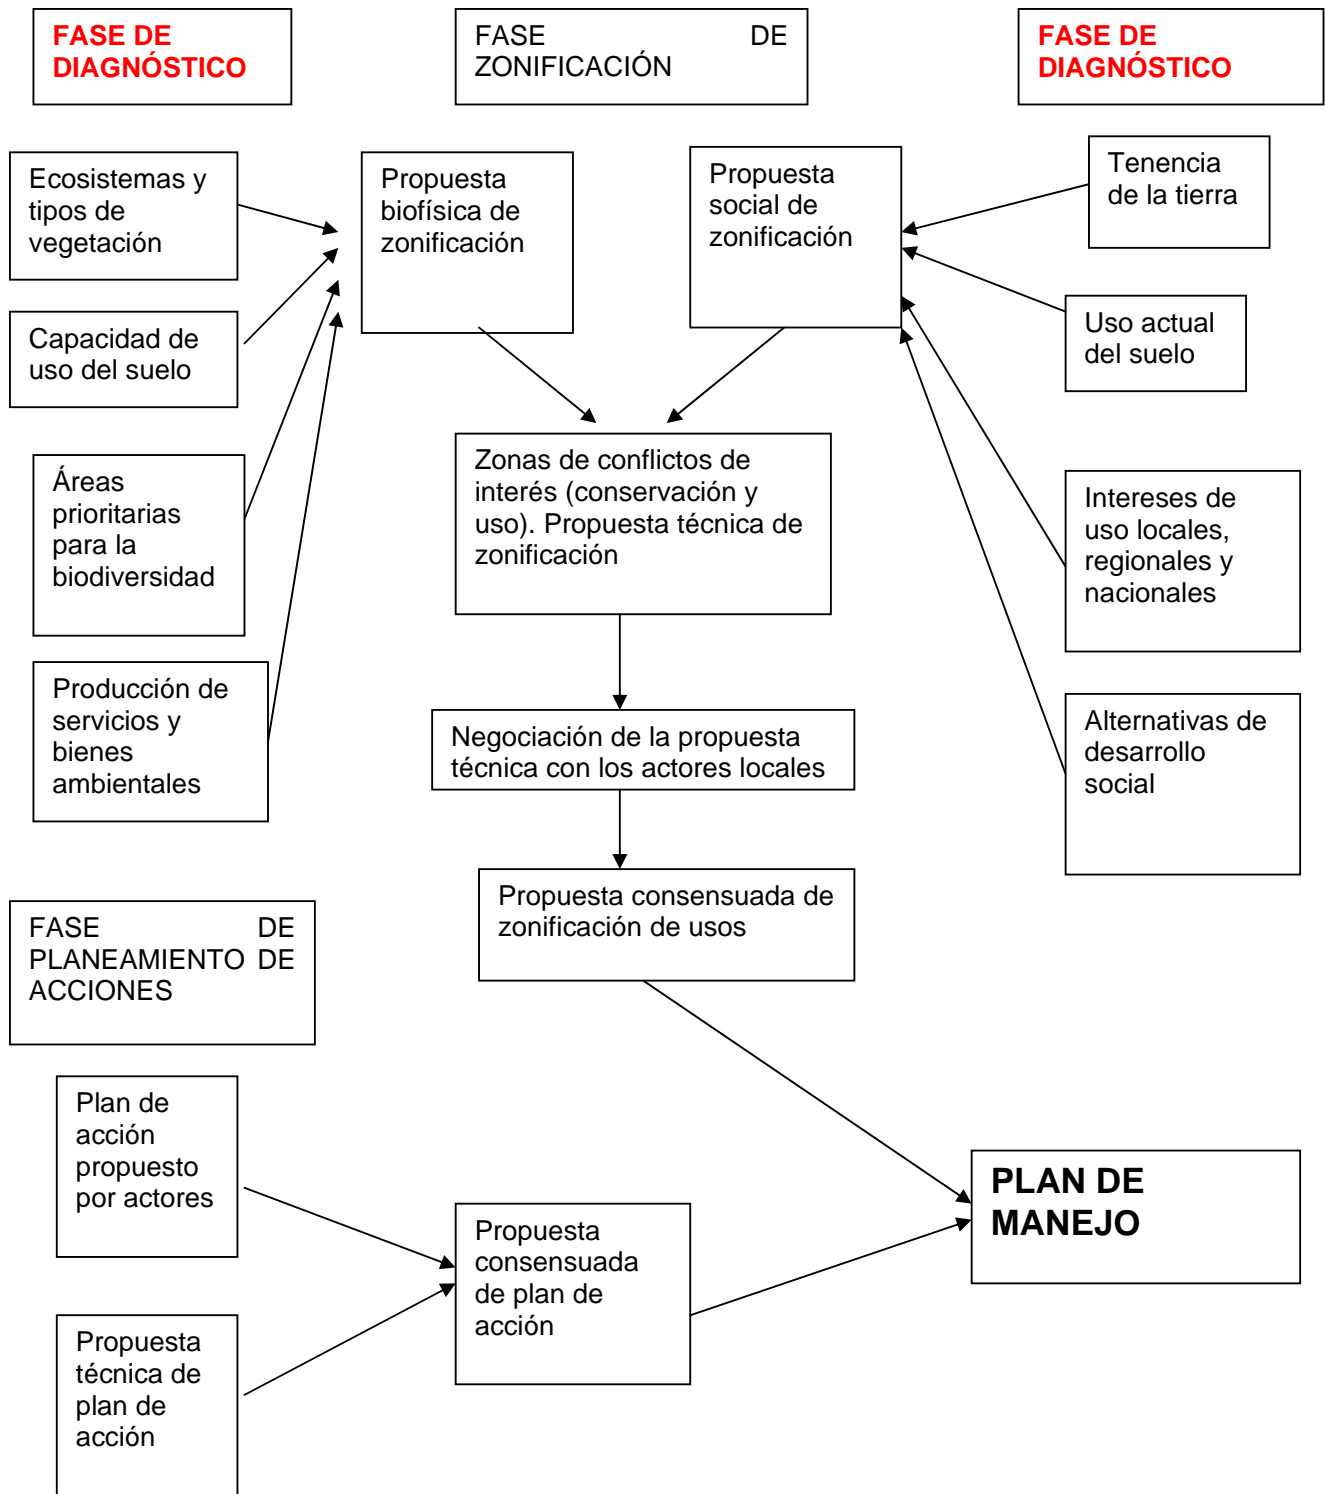 FASE DE
DIAGNÓSTICO
FASE DE
ZONIFICACIÓN
FASE DE
DIAGNÓSTICO
Ecosistemas y
tipos de
vegetación
Propuesta
biofísica de
zonificación
Propuesta
social de
zonificación
Tenencia
de la tierra
Capacidad de
uso del suelo
Uso actual
del suelo
Áreas
prioritarias
para la
biodiversidad
Zonas de conflictos de
interés (conservación y
uso). Propuesta técnica de
zonificación
Intereses de
uso locales,
regionales y
nacionales
Producción de
servicios y
bienes
ambientales
Negociación de la propuesta
técnica con los actores locales
Alternativas de
desarrollo
social
Propuesta consensuada de
zonificación de usos
FASE DE
PLANEAMIENTO DE
ACCIONES
Plan de
acción
propuesto
por actores
Propuesta
consensuada
de plan de
acción
PLAN DE
MANEJO
Propuesta
técnica de
plan de
acción